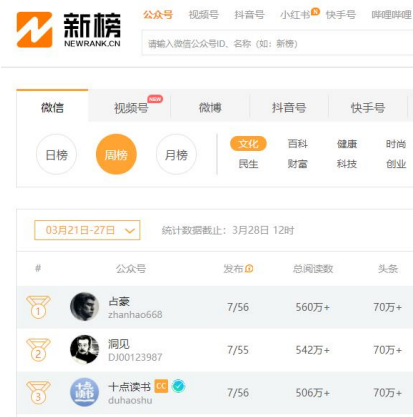 新榜
NEWRANK.CN
公众号 视频号 抖音号 小红书 N 快手号 哔哩哔哩
请输入微信公众号ID、名称（如：新榜）
微信 视频号 NEW 微博 抖音号 快手号
日榜 周榜 月榜
文化 百科 健康 时尚
民生 财富 科技 创业
03月21日-27日 统计数据截止：3月28日 12时
# 公众号 发布 总阅读数 头条
1 占豪 7/56 560万+ 70万+
zhanhao668
2 洞见 7/55 542万+ 70万+
DJ00123987
3 十点读书 十点读书 CC 7/56 506万+ 70万+
duhaoshu